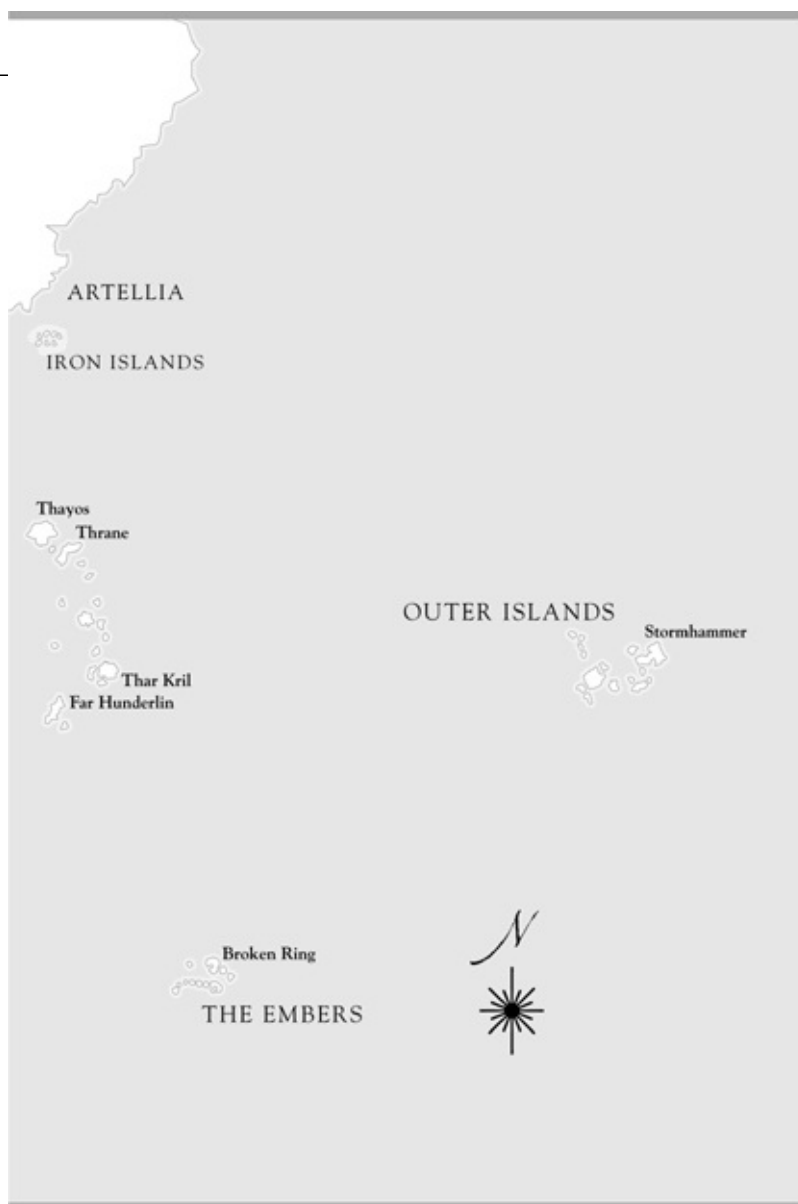 ARTELLIA
IRON ISLANDS
Thayos
Thrane
OUTER ISLANDS
Stormhammer
Thar Kril
Far Hunderlin
N
Broken Ring
THE EMBERS